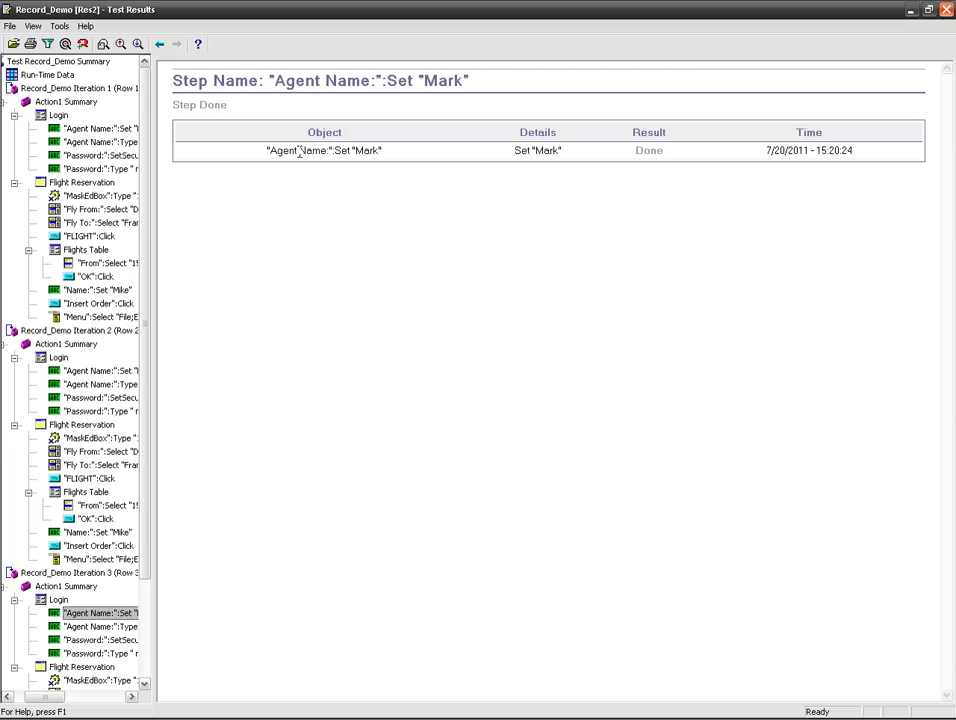 Record_Demo [Res2] - Test Results
File View Tools Help
Test Record_Demo Summary
Run-Time Data
Record_Demo Iteration 1 (Row 1
Action1 Summary
Login
"Agent Name:":Set "
"Agent Name:":Type
"Password:":SetSecu
"Password:":Type "
Flight Reservation
"MaskEdBox":Type "
"Fly From:":Select "D
"Fly To:":Select "Fran
"FLIGHT":Click
Flights Table
"From":Select "15
"OK":Click
"Name:":Set "Mike"
"Insert Order":Click
"Menu":Select "File;E
Record_Demo Iteration 2 (Row 2
Action1 Summary
Login
"Agent Name:":Set "
"Agent Name:":Type
"Password:":SetSecu
"Password:":Type "
Flight Reservation
"MaskEdBox":Type "
"Fly From:":Select "D
"Fly To:":Select "Fran
"FLIGHT":Click
Flights Table
"From":Select "15
"OK":Click
"Name:":Set "Mike"
"Insert Order":Click
"Menu":Select "File;E
Record_Demo Iteration 3 (Row 3
Action1 Summary
Login
"Agent Name:":Set "
"Agent Name:":Type
"Password:":SetSecu
"Password:":Type "
Flight Reservation
"MaskEdBox":Type "
Step Name: "Agent Name:":Set "Mark"
Step Done
Object Details Result Time
"Agent Name:":Set "Mark" Set "Mark" Done 7/20/2011 - 15:20:24
For Help, press F1
Ready